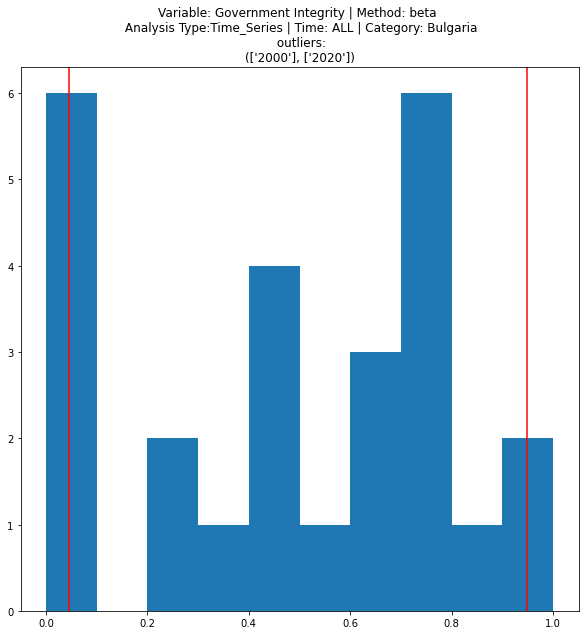 Variable: Government Integrity | Method: beta
Analysis Type:Time_Series | Time: ALL | Category: Bulgaria
outliers:
(['2000'], ['2020'])
6
5
4
3
2
1
0
0.0 0.2 0.4 0.6 0.8 1.0